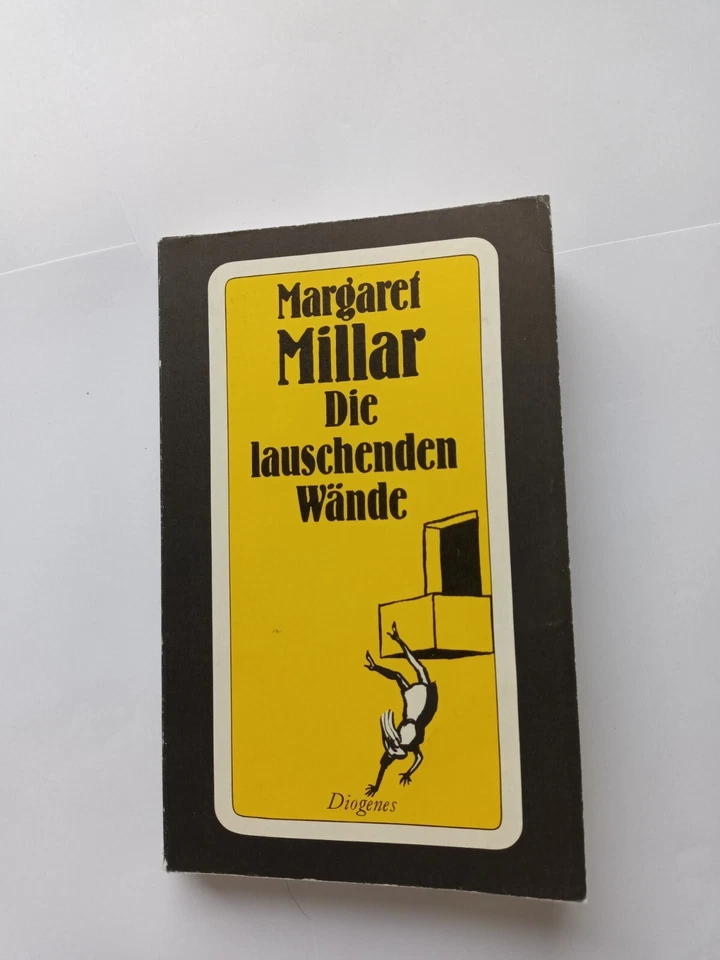 Margaret
Millar
Die
lauschenden
Wände
Diogenes